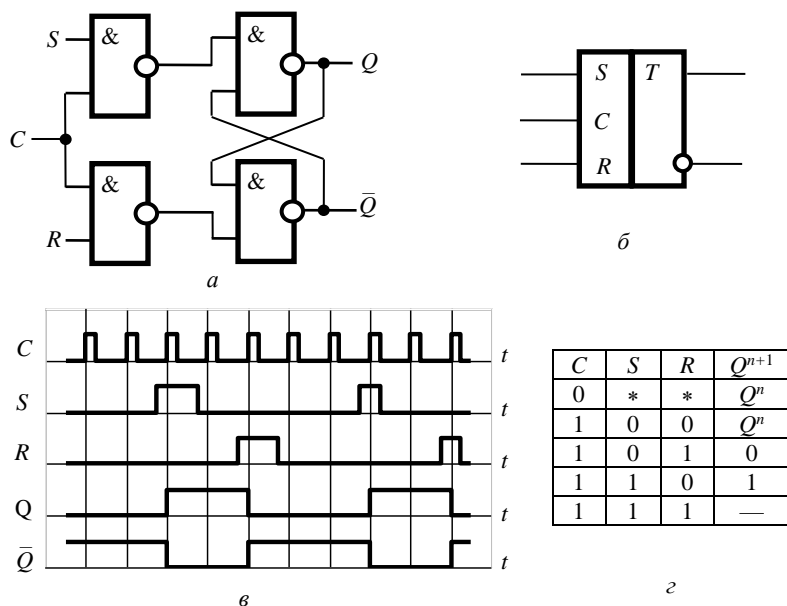 S & & Q
C
& &
R Q̄
а
S T
C
R
б
C t
S t
R t
Q t
Q̄ t
в
C S R Qⁿ⁺¹
0 * * Qⁿ
1 0 0 Qⁿ
1 0 1 0
1 1 0 1
1 1 1 —
г